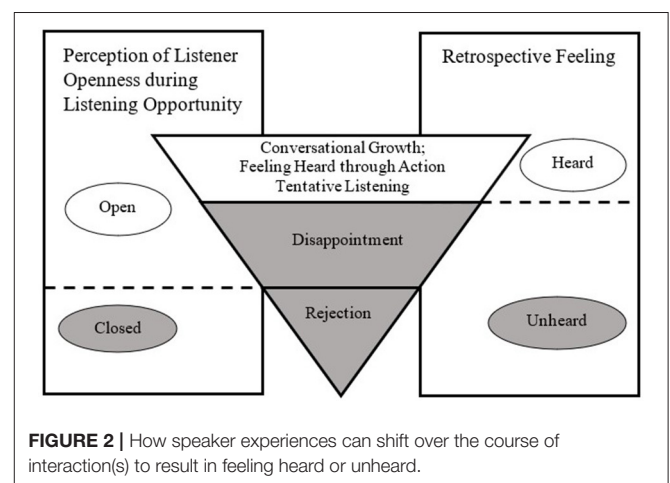 Perception of Listener
Openness during
Listening Opportunity
Open
Closed
Conversational Growth;
Feeling Heard through Action
Tentative Listening
Disappointment
Rejection
Retrospective Feeling
Heard
Unheard
FIGURE 2 | How speaker experiences can shift over the course of
interaction(s) to result in feeling heard or unheard.